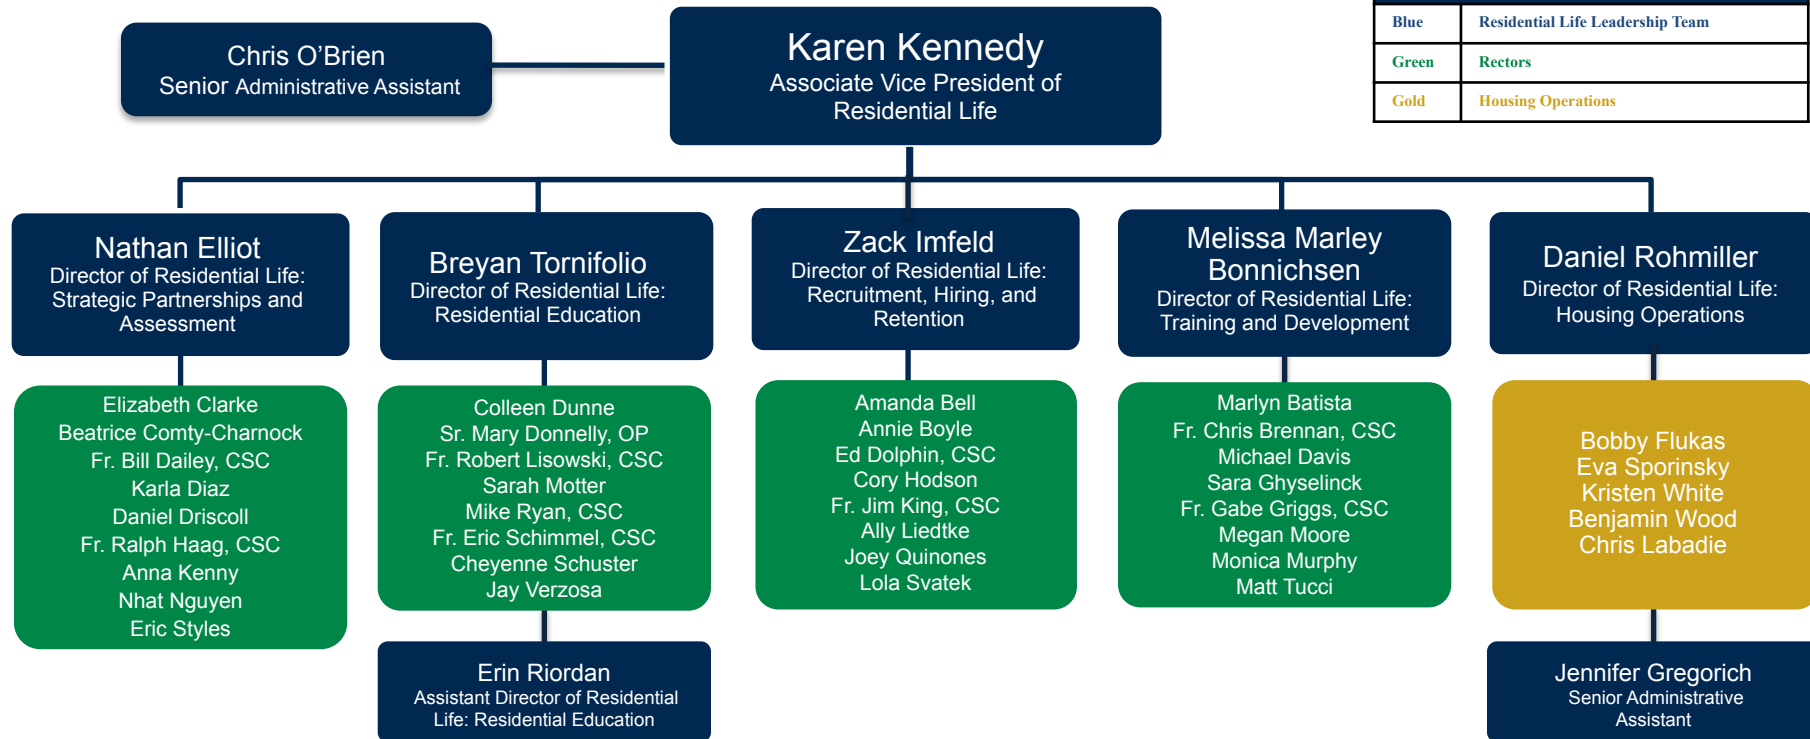 Chris O’Brien
Senior Administrative Assistant
Karen Kennedy
Associate Vice President of
Residential Life
Blue Residential Life Leadership Team
Green Rectors
Gold Housing Operations
Nathan Elliot
Director of Residential Life:
Strategic Partnerships and
Assessment
Elizabeth Clarke
Beatrice Comty-Charnock
Fr. Bill Dailey, CSC
Karla Diaz
Daniel Driscoll
Fr. Ralph Haag, CSC
Anna Kenny
Nhat Nguyen
Eric Styles
Breyan Tornifolio
Director of Residential Life:
Residential Education
Colleen Dunne
Sr. Mary Donnelly, OP
Fr. Robert Lisowski, CSC
Sarah Motter
Mike Ryan, CSC
Fr. Eric Schimmel, CSC
Cheyenne Schuster
Jay Verzosa
Erin Riordan
Assistant Director of Residential
Life: Residential Education
Zack Imfeld
Director of Residential Life:
Recruitment, Hiring, and
Retention
Amanda Bell
Annie Boyle
Ed Dolphin, CSC
Cory Hodson
Fr. Jim King, CSC
Ally Liedtke
Joey Quinones
Lola Svatek
Melissa Marley
Bonnichsen
Director of Residential Life:
Training and Development
Marlyn Batista
Fr. Chris Brennan, CSC
Michael Davis
Sara Ghyselinck
Fr. Gabe Griggs, CSC
Megan Moore
Monica Murphy
Matt Tucci
Daniel Rohmiller
Director of Residential Life:
Housing Operations
Bobby Flukas
Eva Sporinsky
Kristen White
Benjamin Wood
Chris Labadie
Jennifer Gregorich
Senior Administrative
Assistant